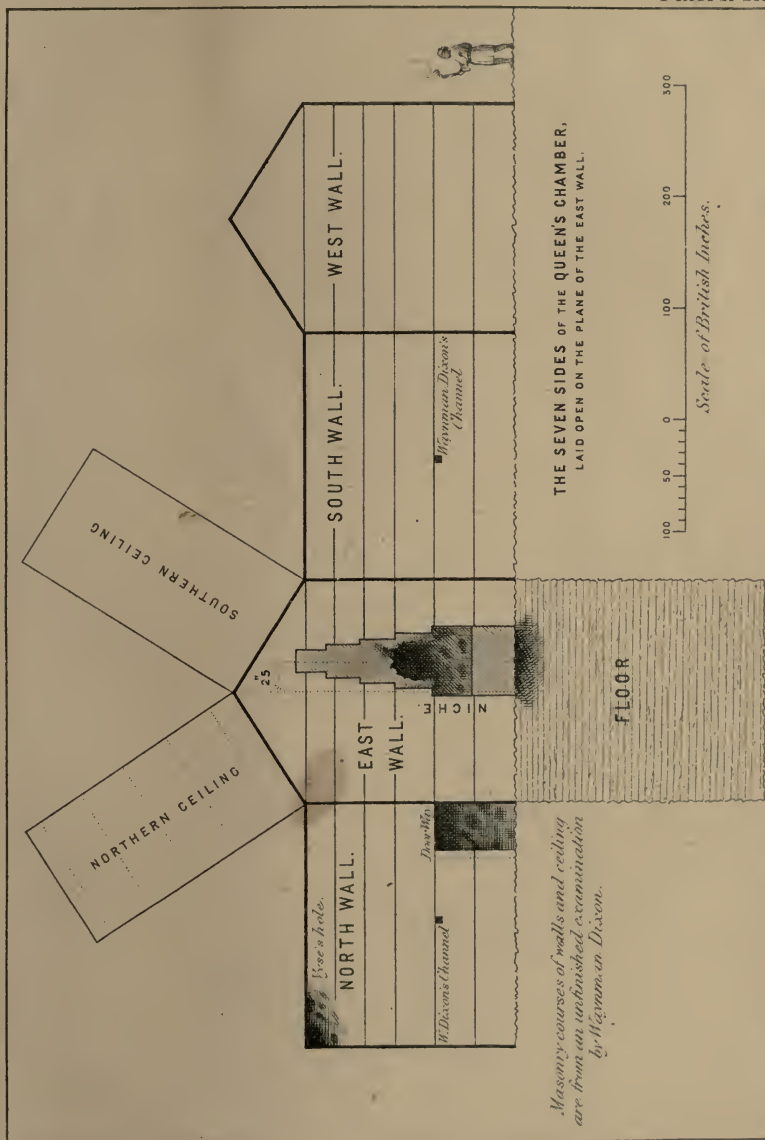 SOUTHERN CEILING
NORTHERN CEILING
25"
Vyse's hole.
NORTH WALL.
EAST
WALL.
SOUTH WALL.
WEST WALL.
NICHE.
Door Way
W. Dixon's Channel
Waynman Dixon's
Channel
FLOOR
THE SEVEN SIDES OF THE QUEEN'S CHAMBER,
LAID OPEN ON THE PLANE OF THE EAST WALL.
100 50 0 100 200 300
Scale of British Inches.
Masonry courses of walls and ceiling
are from an unfinished examination
by Waynman Dixon.